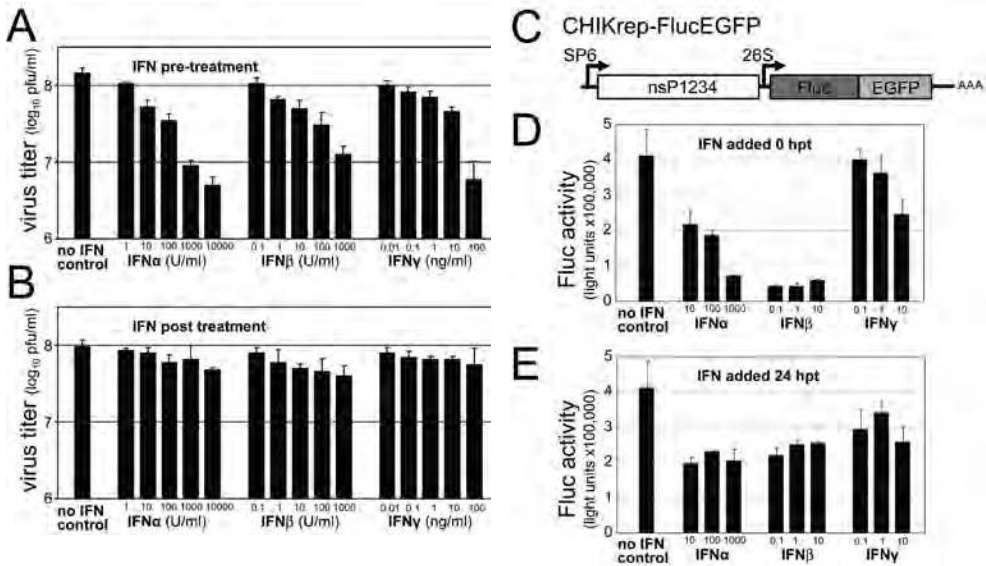 A
IFN pre-treatment
virus titer (log₁₀ pfu/ml)
8
7
6
no IFN
control
1 10 100 1000 10000
IFNα (U/ml)
0.1 1 10 100 1000
IFNβ (U/ml)
0.01 0.1 1 10 100
IFNγ (ng/ml)
B
IFN post treatment
virus titer (log₁₀ pfu/ml)
8
7
6
no IFN
control
1 10 100 1000 10000
IFNα (U/ml)
0.1 1 10 100 1000
IFNβ (U/ml)
0.01 0.1 1 10 100
IFNγ (ng/ml)
C CHIKrep-FlucEGFP
SP6 26S
nsP1234 Fluc EGFP AAA
D
IFN added 0 hpt
Fluc activity
(light units x100,000)
5
4
3
2
1
0
no IFN
control
10 100 1000
IFNα
0.1 1 10
IFNβ
0.1 1 10
IFNγ
E
IFN added 24 hpt
Fluc activity
(light units x100,000)
5
4
3
2
1
0
no IFN
control
10 100 1000
IFNα
0.1 1 10
IFNβ
0.1 1 10
IFNγ